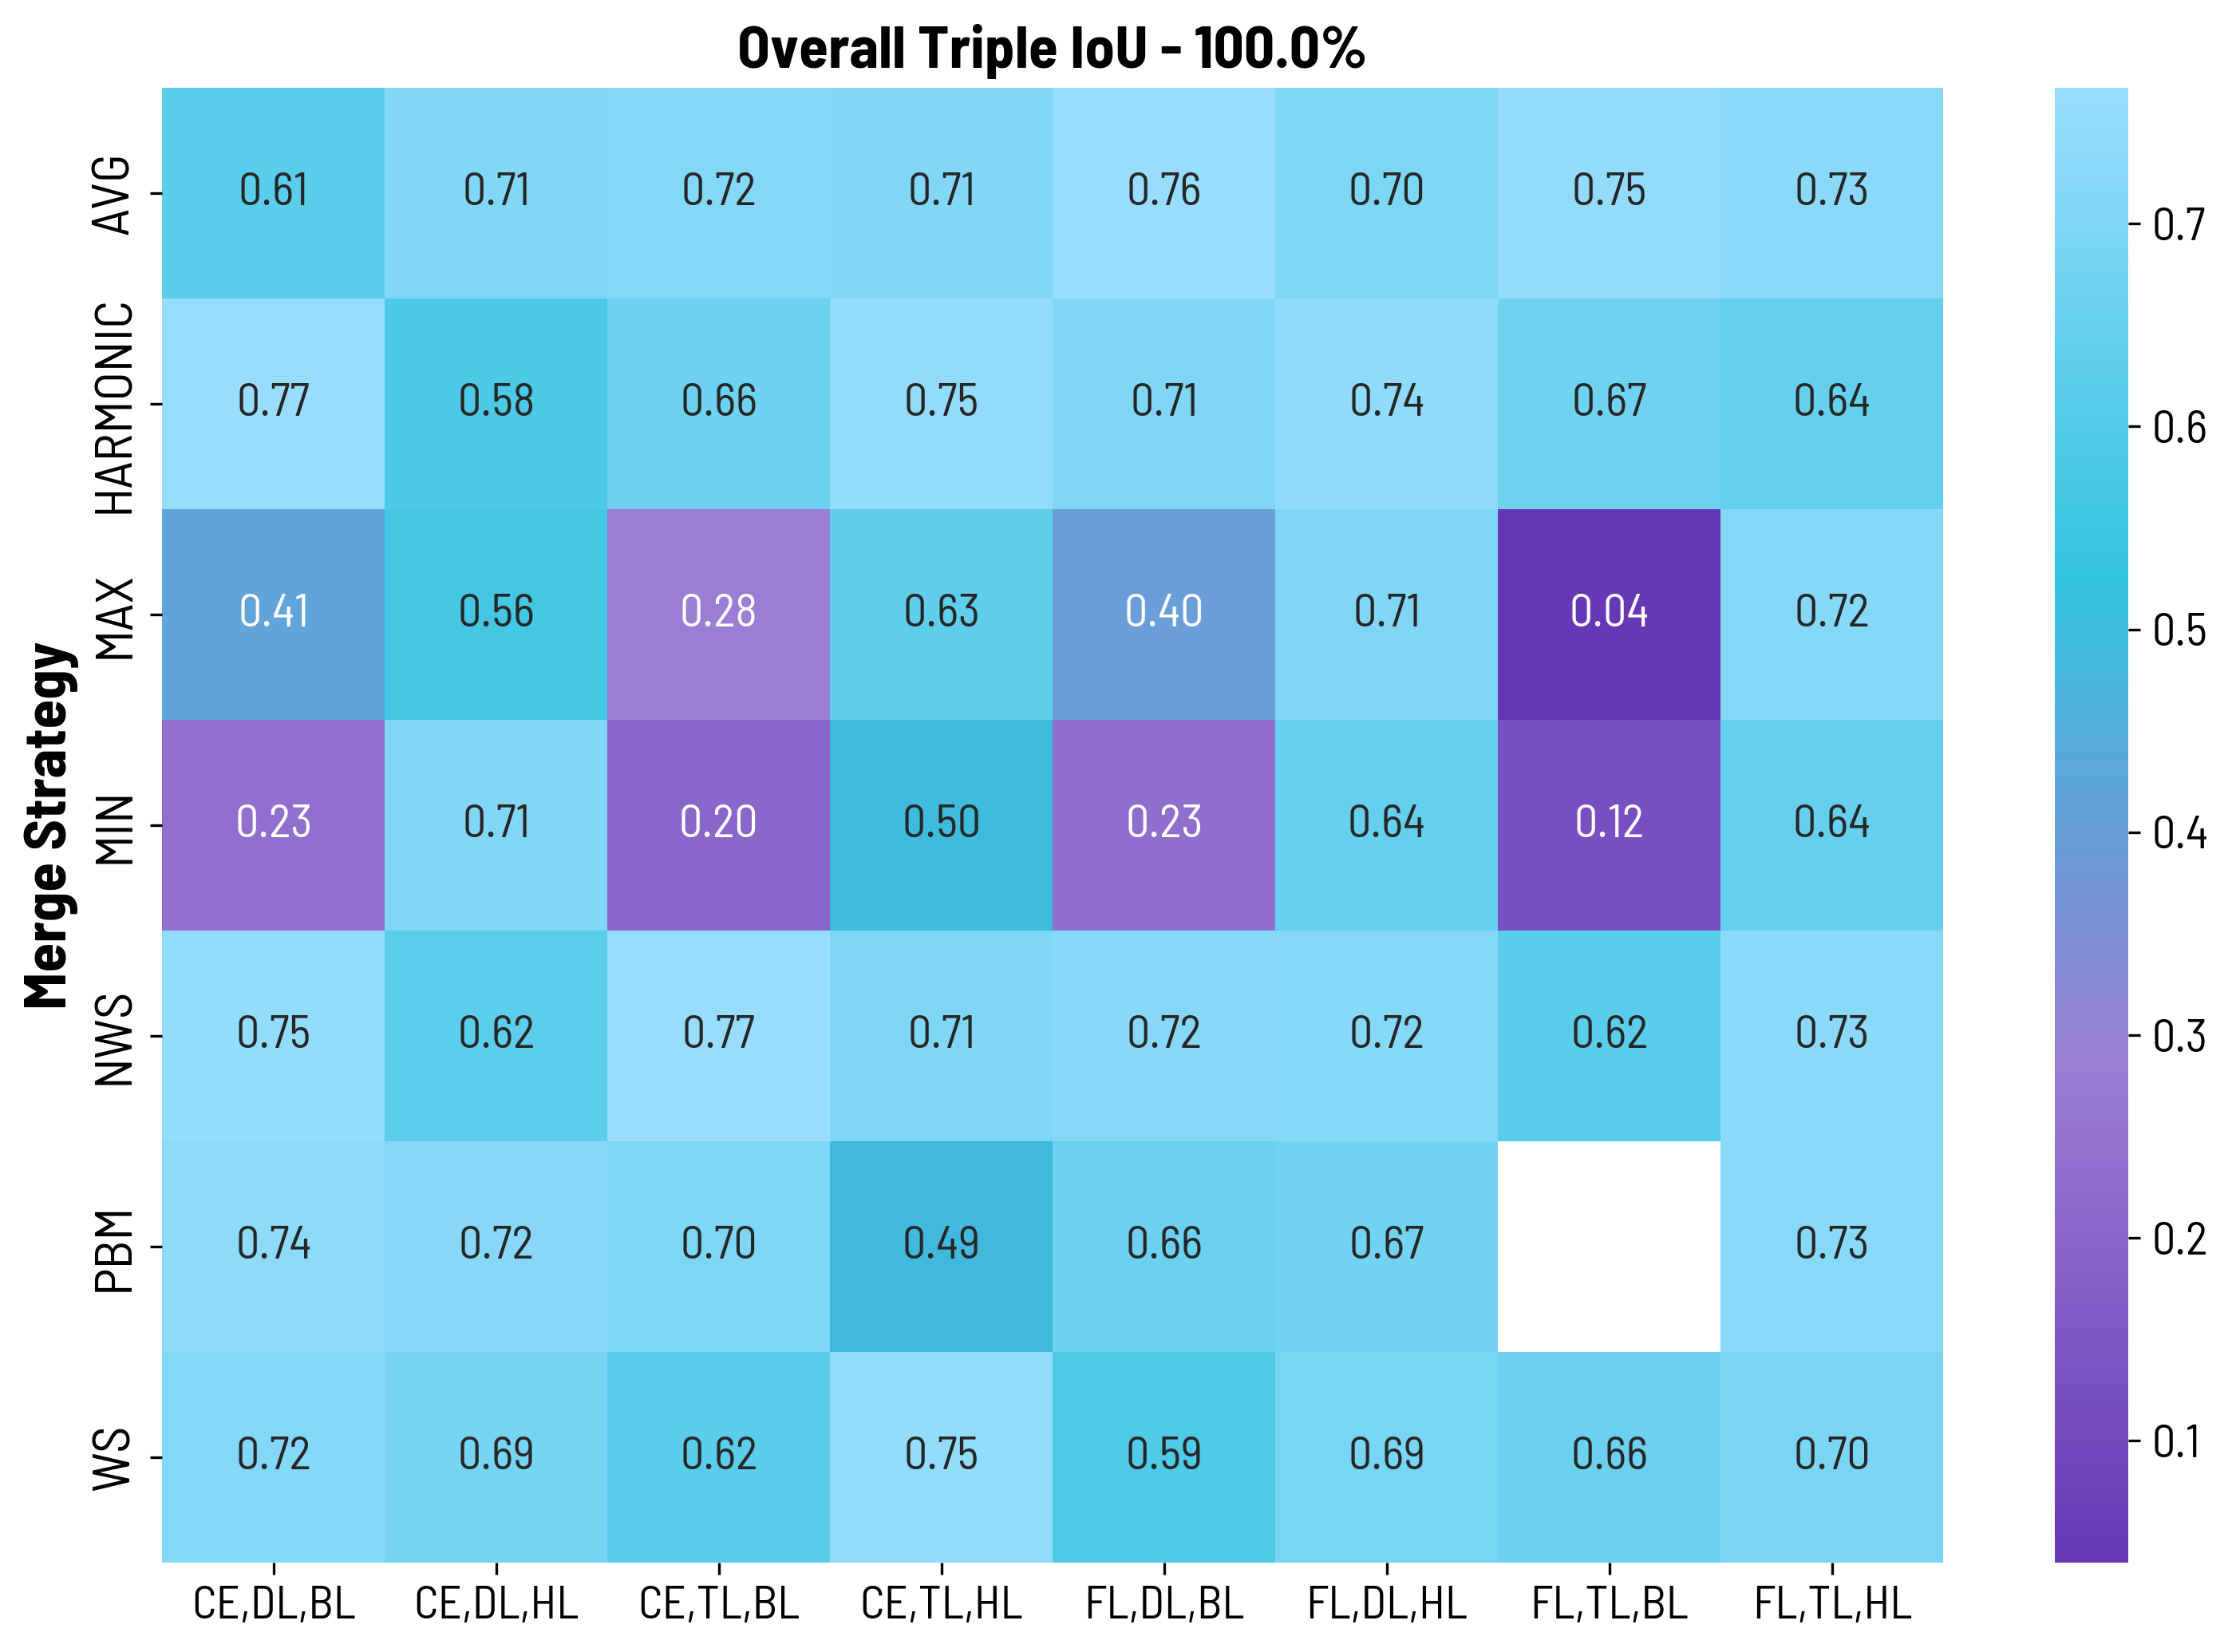 Overall Triple IoU - 100.0%
Merge Strategy
AVG 0.61 0.71 0.72 0.71 0.76 0.70 0.75 0.73
HARMONIC 0.77 0.58 0.66 0.75 0.71 0.74 0.67 0.64
MAX 0.41 0.56 0.28 0.63 0.40 0.71 0.04 0.72
MIN 0.23 0.71 0.20 0.50 0.23 0.64 0.12 0.64
NWS 0.75 0.62 0.77 0.71 0.72 0.72 0.62 0.73
PBM 0.74 0.72 0.70 0.49 0.66 0.67 0.73
WS 0.72 0.69 0.62 0.75 0.59 0.69 0.66 0.70
CE,DL,BL CE,DL,HL CE,TL,BL CE,TL,HL FL,DL,BL FL,DL,HL FL,TL,BL FL,TL,HL
0.7
0.6
0.5
0.4
0.3
0.2
0.1